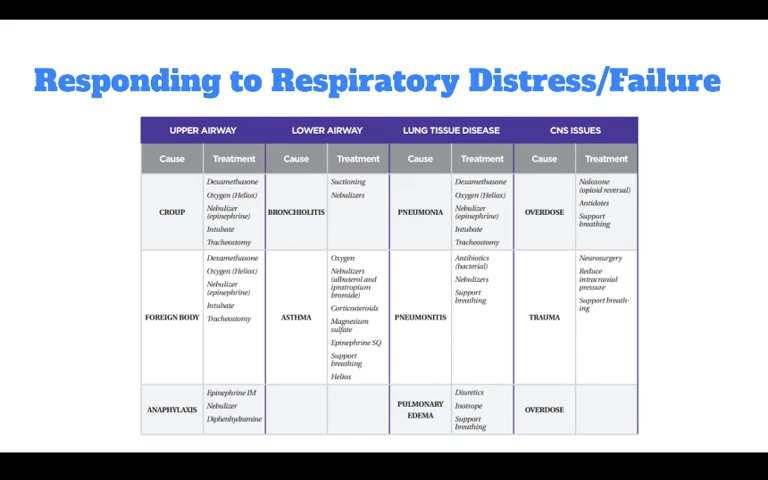 Responding to Respiratory Distress/Failure
UPPER AIRWAY LOWER AIRWAY LUNG TISSUE DISEASE CNS ISSUES
Cause Treatment Cause Treatment Cause Treatment Cause Treatment
CROUP
Dexamethasone
Oxygen (Heliox)
Nebulizer
(epinephrine)
Intubate
Tracheostomy
BRONCHIOLITIS
Suctioning
Nebulizers
PNEUMONIA
Dexamethasone
Oxygen (Heliox)
Nebulizer
(epinephrine)
Intubate
Tracheostomy
OVERDOSE
Naloxone
(opioid reversal)
Antidotes
Support
breathing
FOREIGN BODY
Dexamethasone
Oxygen (Heliox)
Nebulizer
(epinephrine)
Intubate
Tracheostomy
ASTHMA
Oxygen
Nebulizers
(albuterol and
ipratropium
bromide)
Corticosteroids
Magnesium
sulfate
Epinephrine SQ
Support
breathing
Heliox
PNEUMONITIS
Antibiotics
(bacterial)
Nebulizers
Support
breathing
TRAUMA
Neurosurgery
Reduce
intracranial
pressure
Support breath-
ing
ANAPHYLAXIS
Epinephrine IM
Nebulizer
Diphenhydramine
PULMONARY
EDEMA
Diuretics
Inotrope
Support
breathing
OVERDOSE